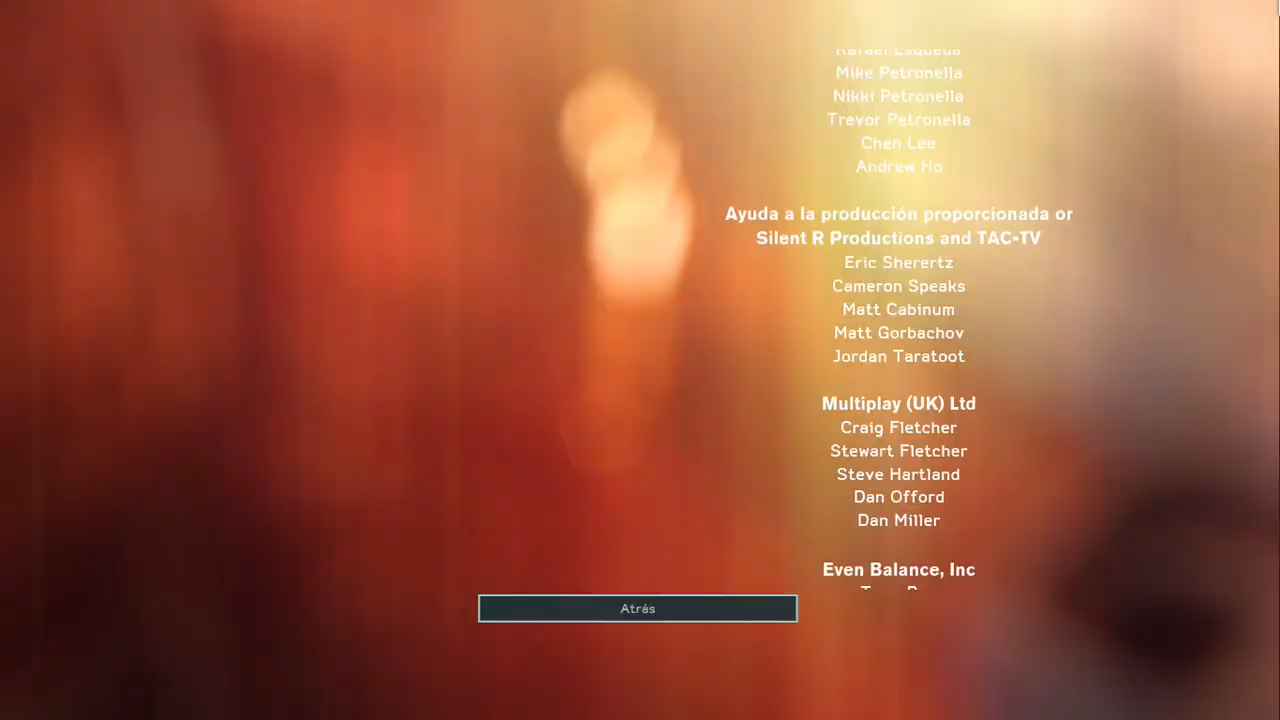 Mike Petronella
Nikki Petronella
Trevor Petronella
Chen Lee
Andrew Ho
Ayuda a la producción proporcionada or
Silent R Productions and TAC-TV
Eric Sherertz
Cameron Speaks
Matt Cabinum
Matt Gorbachov
Jordan Taratoot
Multiplay (UK) Ltd
Craig Fletcher
Stewart Fletcher
Steve Hartland
Dan Offord
Dan Miller
Even Balance, Inc
Atrás